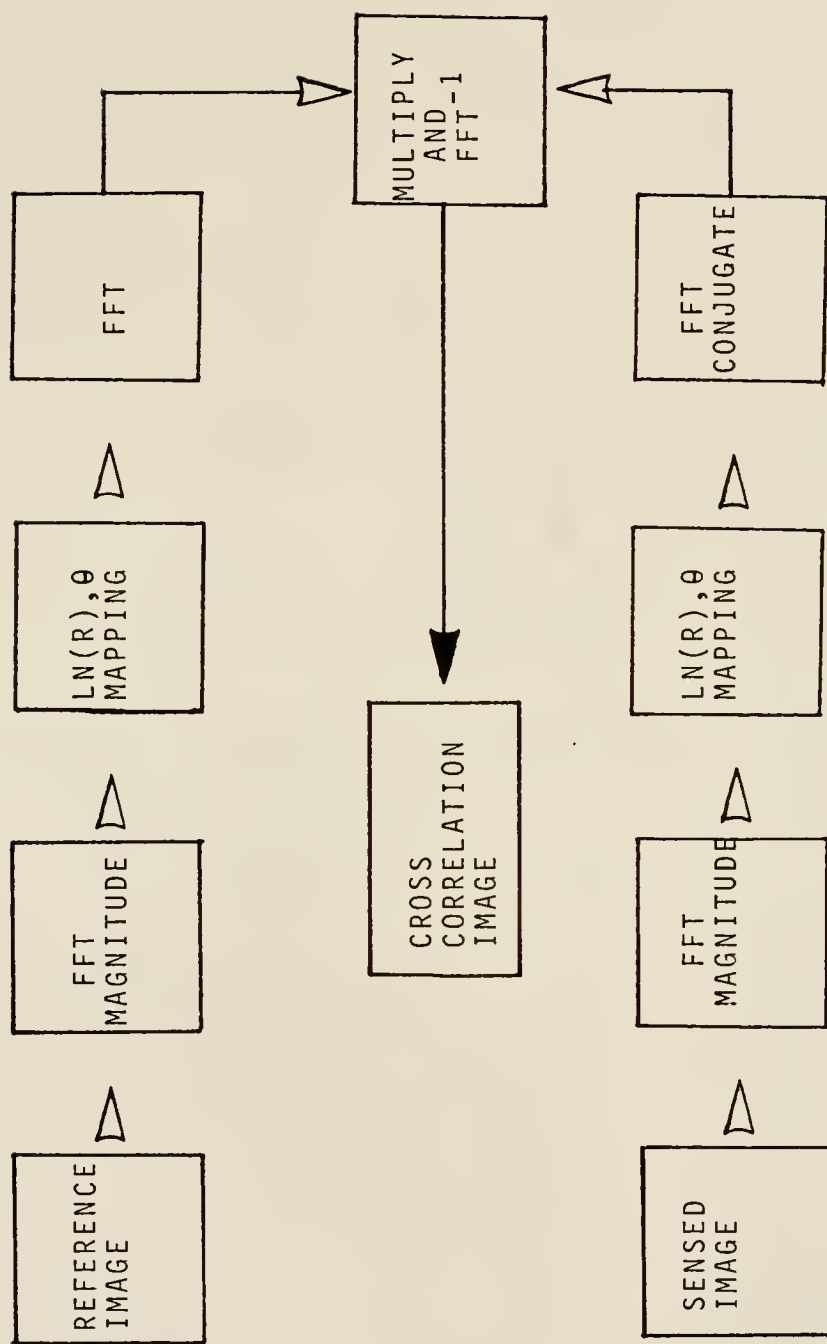 REFERENCE
IMAGE
FFT
MAGNITUDE
LN(R),θ
MAPPING
FFT
MULTIPLY
AND
FFT-1
CROSS
CORRELATION
IMAGE
SENSED
IMAGE
FFT
MAGNITUDE
LN(R),θ
MAPPING
FFT
CONJUGATE